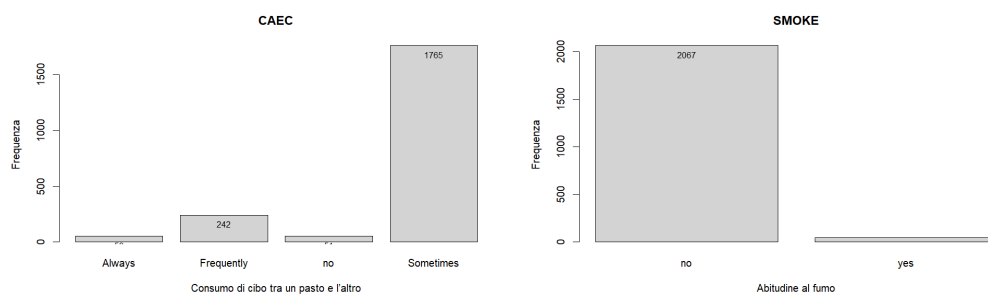 CAEC
Frequenza
0
500
1000
1500
242
1765
Always
Frequently
no
Sometimes
Consumo di cibo tra un pasto e l'altro
SMOKE
Frequenza
0
500
1000
1500
2000
2067
no
yes
Abitudine al fumo